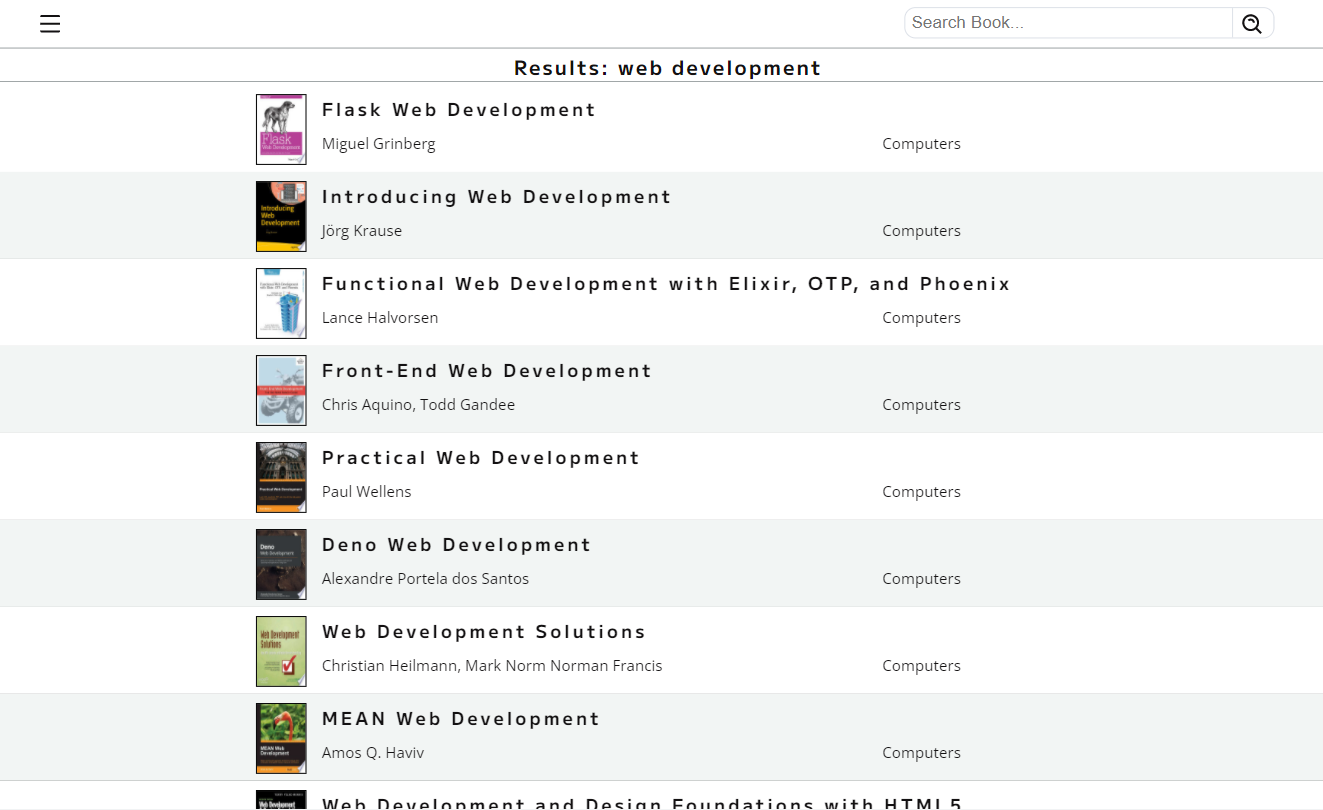 Search Book...
Results: web development
Flask Web Development
Miguel Grinberg
Computers
Introducing Web Development
Jörg Krause
Computers
Functional Web Development with Elixir, OTP, and Phoenix
Lance Halvorsen
Computers
Front-End Web Development
Chris Aquino, Todd Gandee
Computers
Practical Web Development
Paul Wellens
Computers
Deno Web Development
Alexandre Portela dos Santos
Computers
Web Development Solutions
Christian Heilmann, Mark Norm Norman Francis
Computers
MEAN Web Development
Amos Q. Haviv
Computers
Web Development and Design Foundations with HTML5